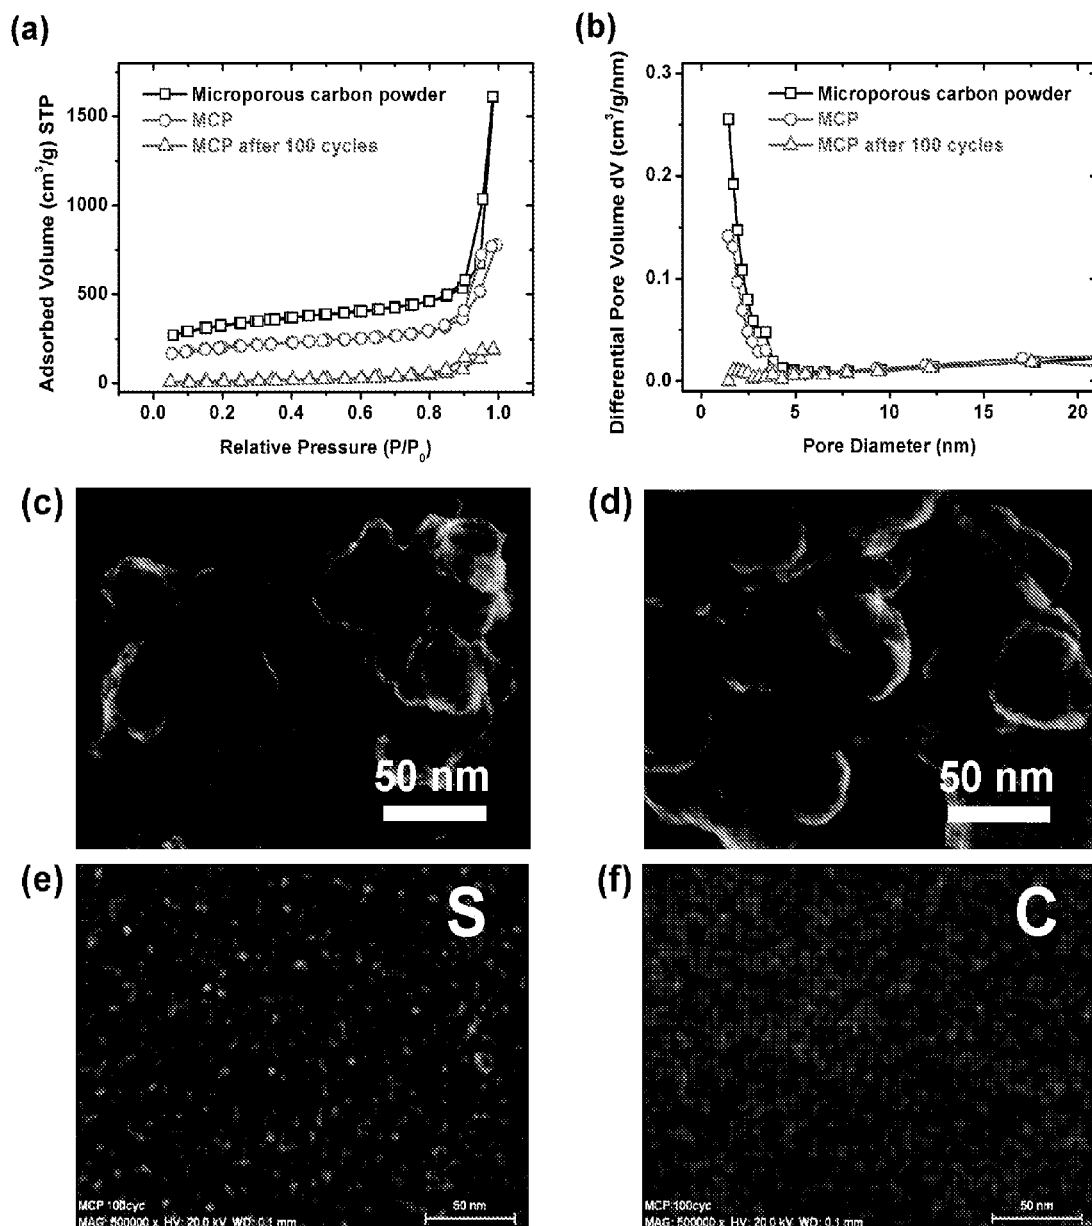 (a)
Adsorbed Volume (cm³/g) STP
1500
1000
500
0
Microporous carbon powder
MCP
MCP after 100 cycles
0.0 0.2 0.4 0.6 0.8 1.0
Relative Pressure (P/P₀)
(b)
Differential Pore Volume dV (cm³/g/nm)
0.3
0.2
0.1
0.0
Microporous carbon powder
MCP
MCP after 100 cycles
0 5 10 15 20
Pore Diameter (nm)
(c)
50 nm
(d)
50 nm
(e)
S
MCP 100cyc
MAG: 500000 x HV: 20.0 kV WD: 0.1 mm
50 nm
(f)
C
MCP 100cyc
MAG: 500000 x HV: 20.0 kV WD: 0.1 mm
50 nm